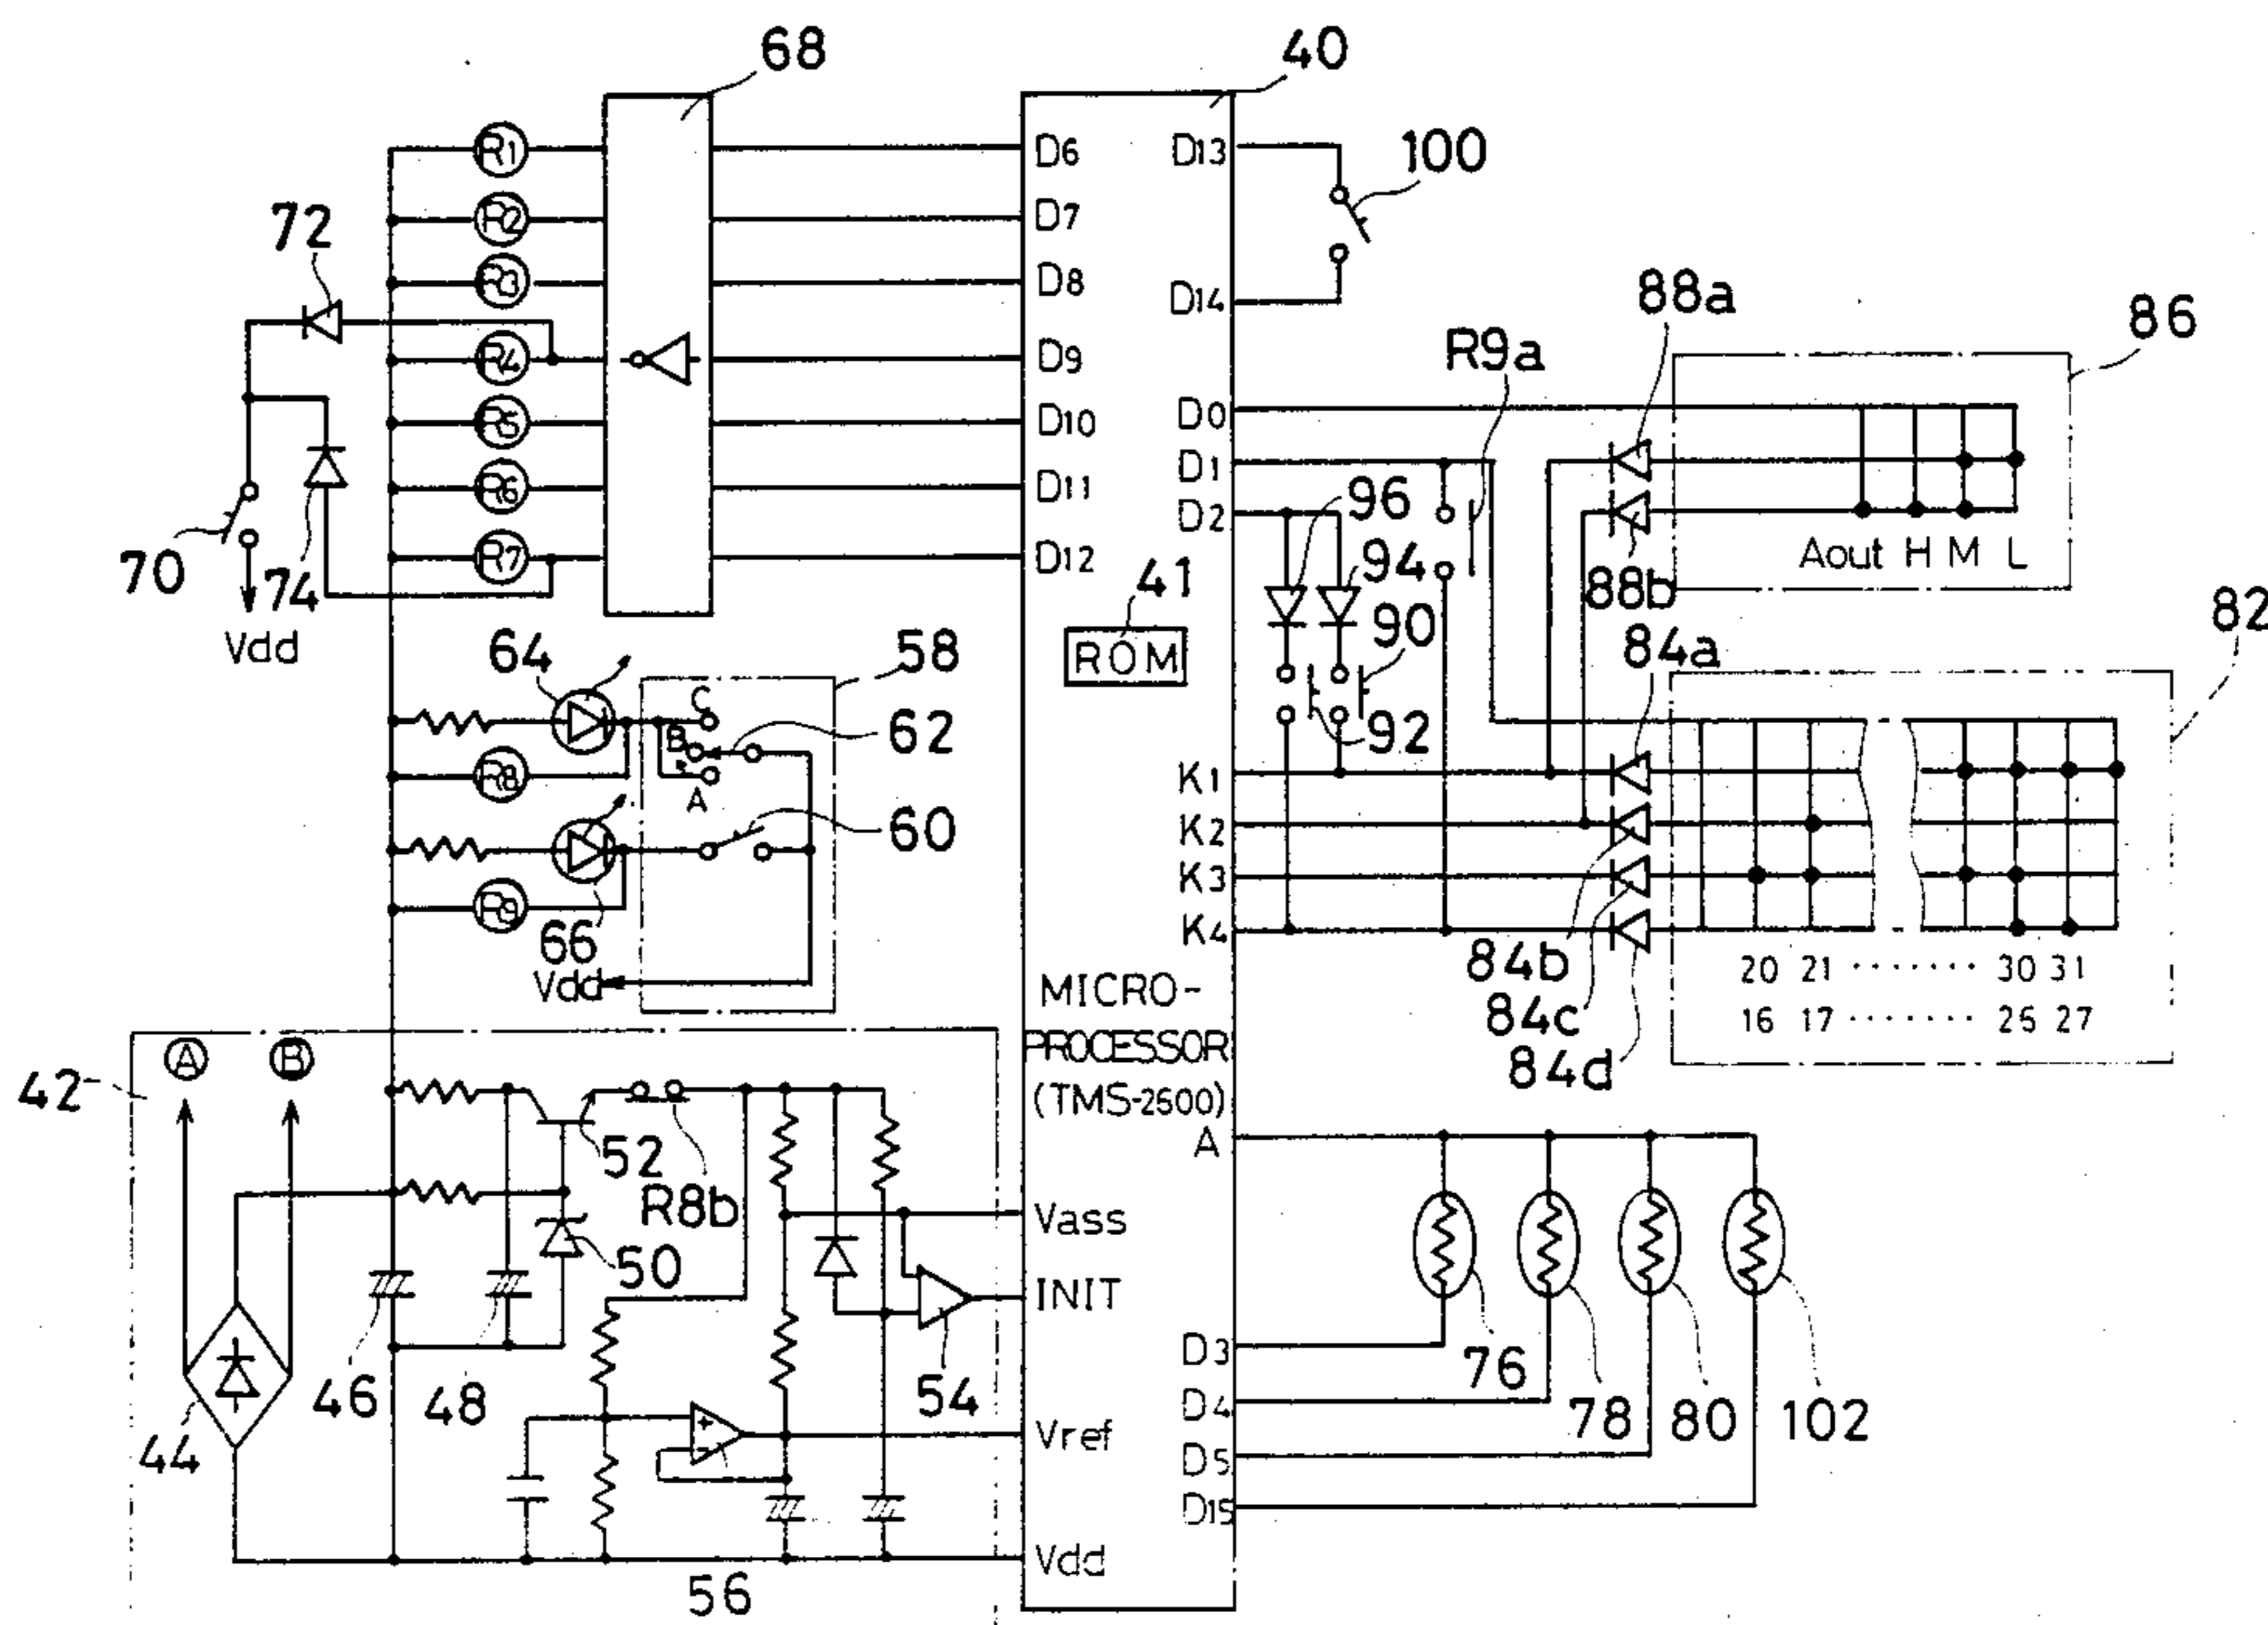 68
40
R1
D6
D13
100
72
R2
D7
R3
D8
D14
88a
86
R4
D9
R9a
R5
D10
D0
R6
D11
D1
96
70
74
R7
D12
D2
94
Aout H M L
88b
Vdd
41
ROM
90
82
64
58
84a
C
B
62
92
R8
A
K1
60
K2
R9
K3
66
K4
84b
Vdd
20 21 ······· 30 31
84c
16 17 ······· 26 27
84d
MICRO-
PROCESSOR
(TMS-2600)
42
A
B
52
R8b
A
Vass
50
INIT
46
48
54
D3
76
44
D4
78
80
102
Vref
D5
D15
Vdd
56